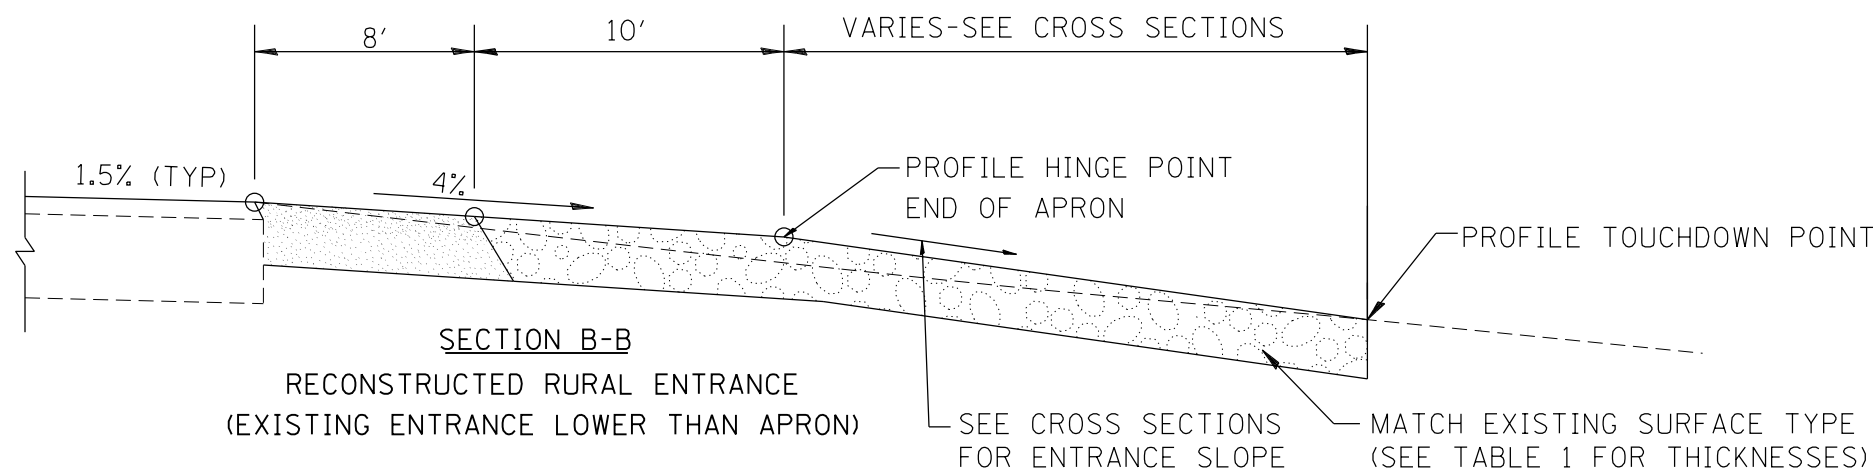 8′
10′
VARIES-SEE CROSS SECTIONS
1.5% (TYP)
4%
PROFILE HINGE POINT
END OF APRON
PROFILE TOUCHDOWN POINT
SECTION B-B
RECONSTRUCTED RURAL ENTRANCE
(EXISTING ENTRANCE LOWER THAN APRON)
SEE CROSS SECTIONS
FOR ENTRANCE SLOPE
MATCH EXISTING SURFACE TYPE
(SEE TABLE 1 FOR THICKNESSES)